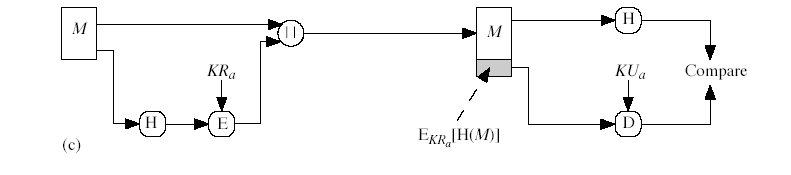 M
H
M
||
KRa
KUa
Compare
H
E
D
EKRa[H(M)]
(c)